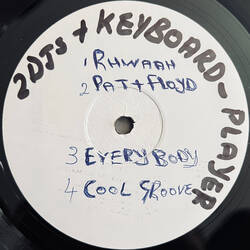 2DJS + KEYBOARD-PLAYER
1 RHWAAH
2 PAT + FLOYD
3 EVERYBODY
4 COOL GROOVE